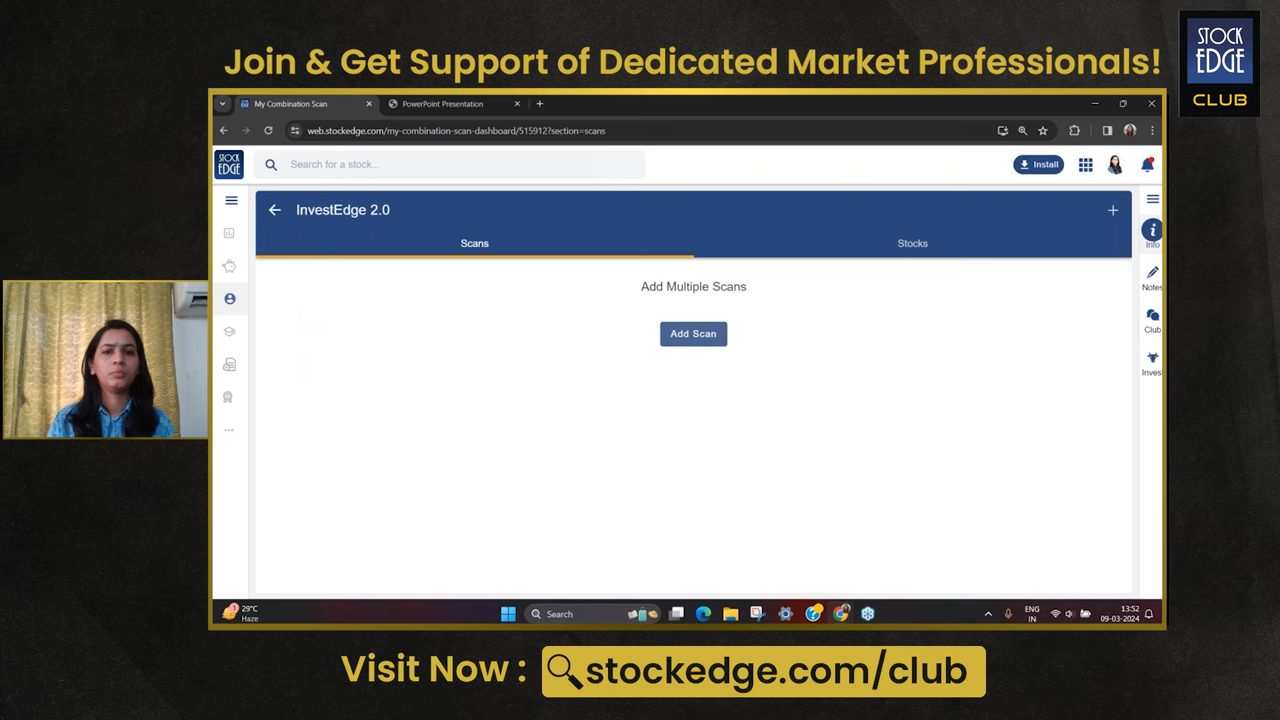 Join & Get Support of Dedicated Market Professionals!
STOCK
EDGE
CLUB
My Combination Scan
PowerPoint Presentation
web.stockedge.com/my-combination-scan-dashboard/515912?section=scans
STOCK
EDGE
Search for a stock...
Install
InvestEdge 2.0
Scans
Stocks
Info
Add Multiple Scans
Notes
Add Scan
Club
Invest
29°C
Haze
Search
ENG
IN
13:52
09-03-2024
Visit Now :
stockedge.com/club